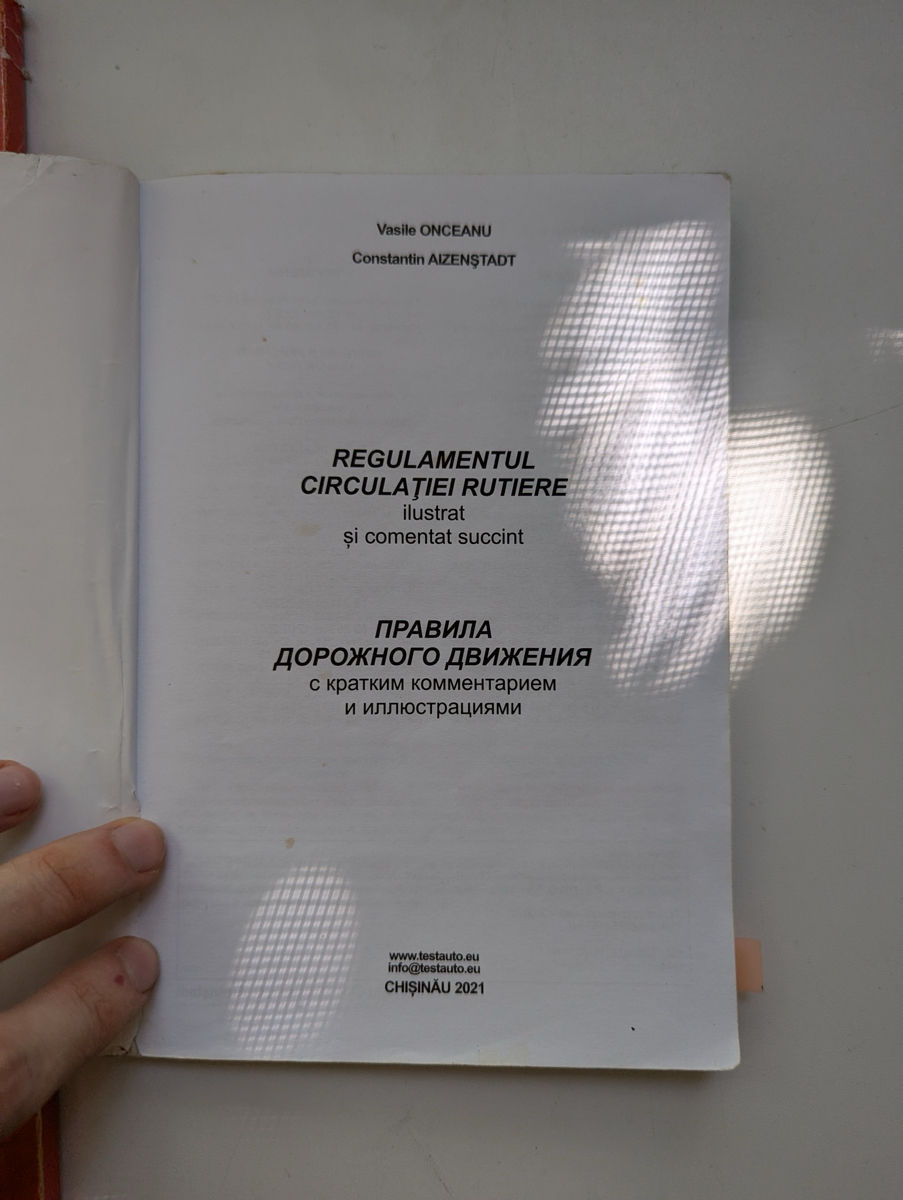 Vasile ONCEANU
Constantin AIZENŞTADT
REGULAMENTUL
CIRCULAŢIEI RUTIERE
ilustrat
și comentat succint
ПРАВИЛА
ДОРОЖНОГО ДВИЖЕНИЯ
с кратким комментарием
и иллюстрациями
www.testauto.eu
info@testauto.eu
CHIȘINĂU 2021